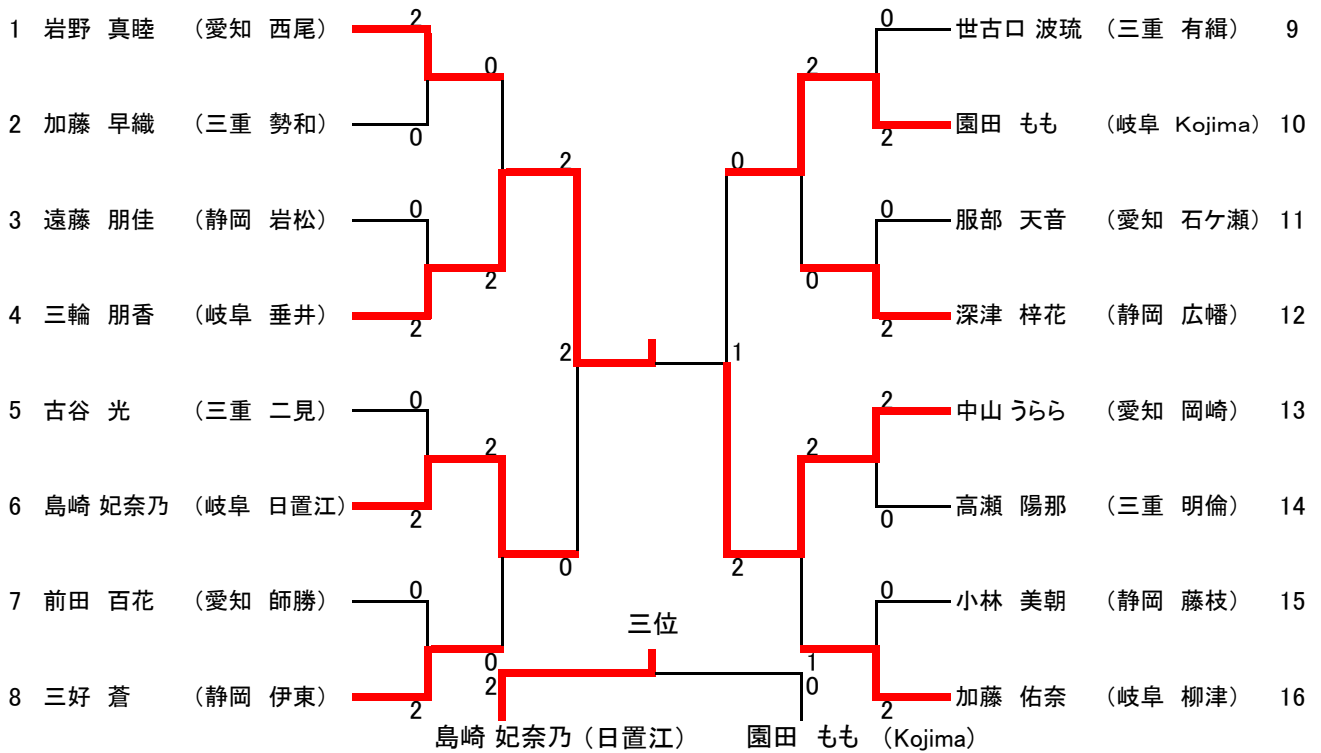 1 岩野 真睦 (愛知 西尾) 2
0
2 加藤 早織 (三重 勢和) 0
2
3 遠藤 朋佳 (静岡 岩松) 0
2
4 三輪 朋香 (岐阜 垂井) 2
2
5 古谷 光 (三重 二見) 0
2
6 島崎 妃奈乃 (岐阜 日置江) 2
0
7 前田 百花 (愛知 師勝) 0
0
8 三好 蒼 (静岡 伊東) 2
0 世古口 波琉 (三重 有緝) 9
2
2 園田 もも (岐阜 Kojima) 10
0
0 服部 天音 (愛知 石ケ瀬) 11
0
2 深津 梓花 (静岡 広幡) 12
1
2 中山 うらら (愛知 岡崎) 13
2
0 高瀬 陽那 (三重 明倫) 14
2
0 小林 美朝 (静岡 藤枝) 15
1
2 加藤 佑奈 (岐阜 柳津) 16
三位
2 0
島崎 妃奈乃 (日置江) 園田 もも (Kojima)